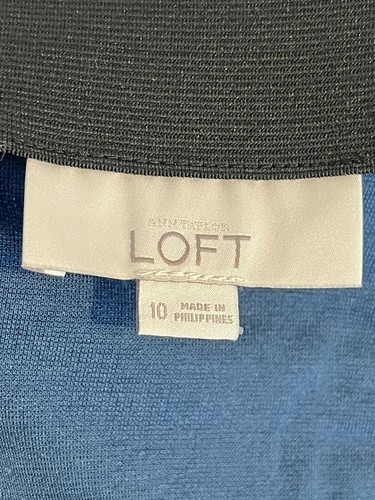 ANN TAYLOR
LOFT
10 MADE IN
PHILIPPINES